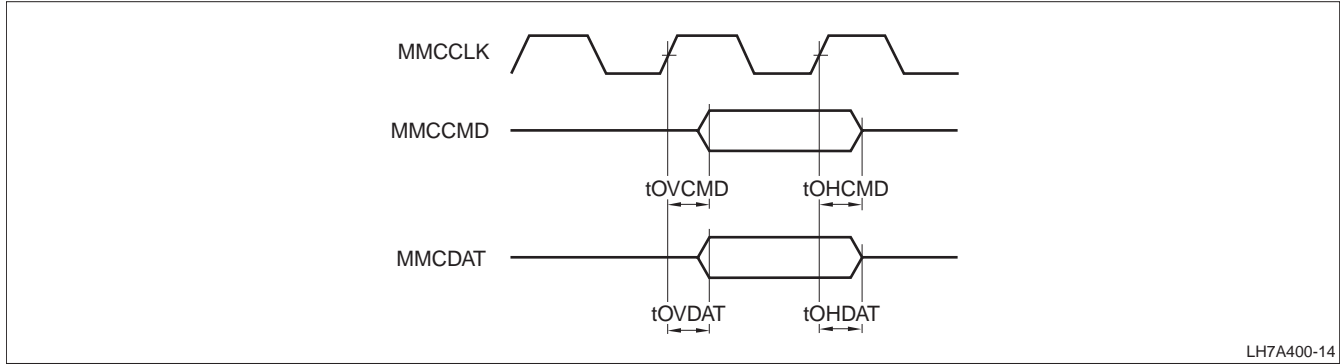 MMCCLK
MMCCMD
tOVCMD tOHCMD
MMCDAT
tOVDAT tOHDAT
LH7A400-14